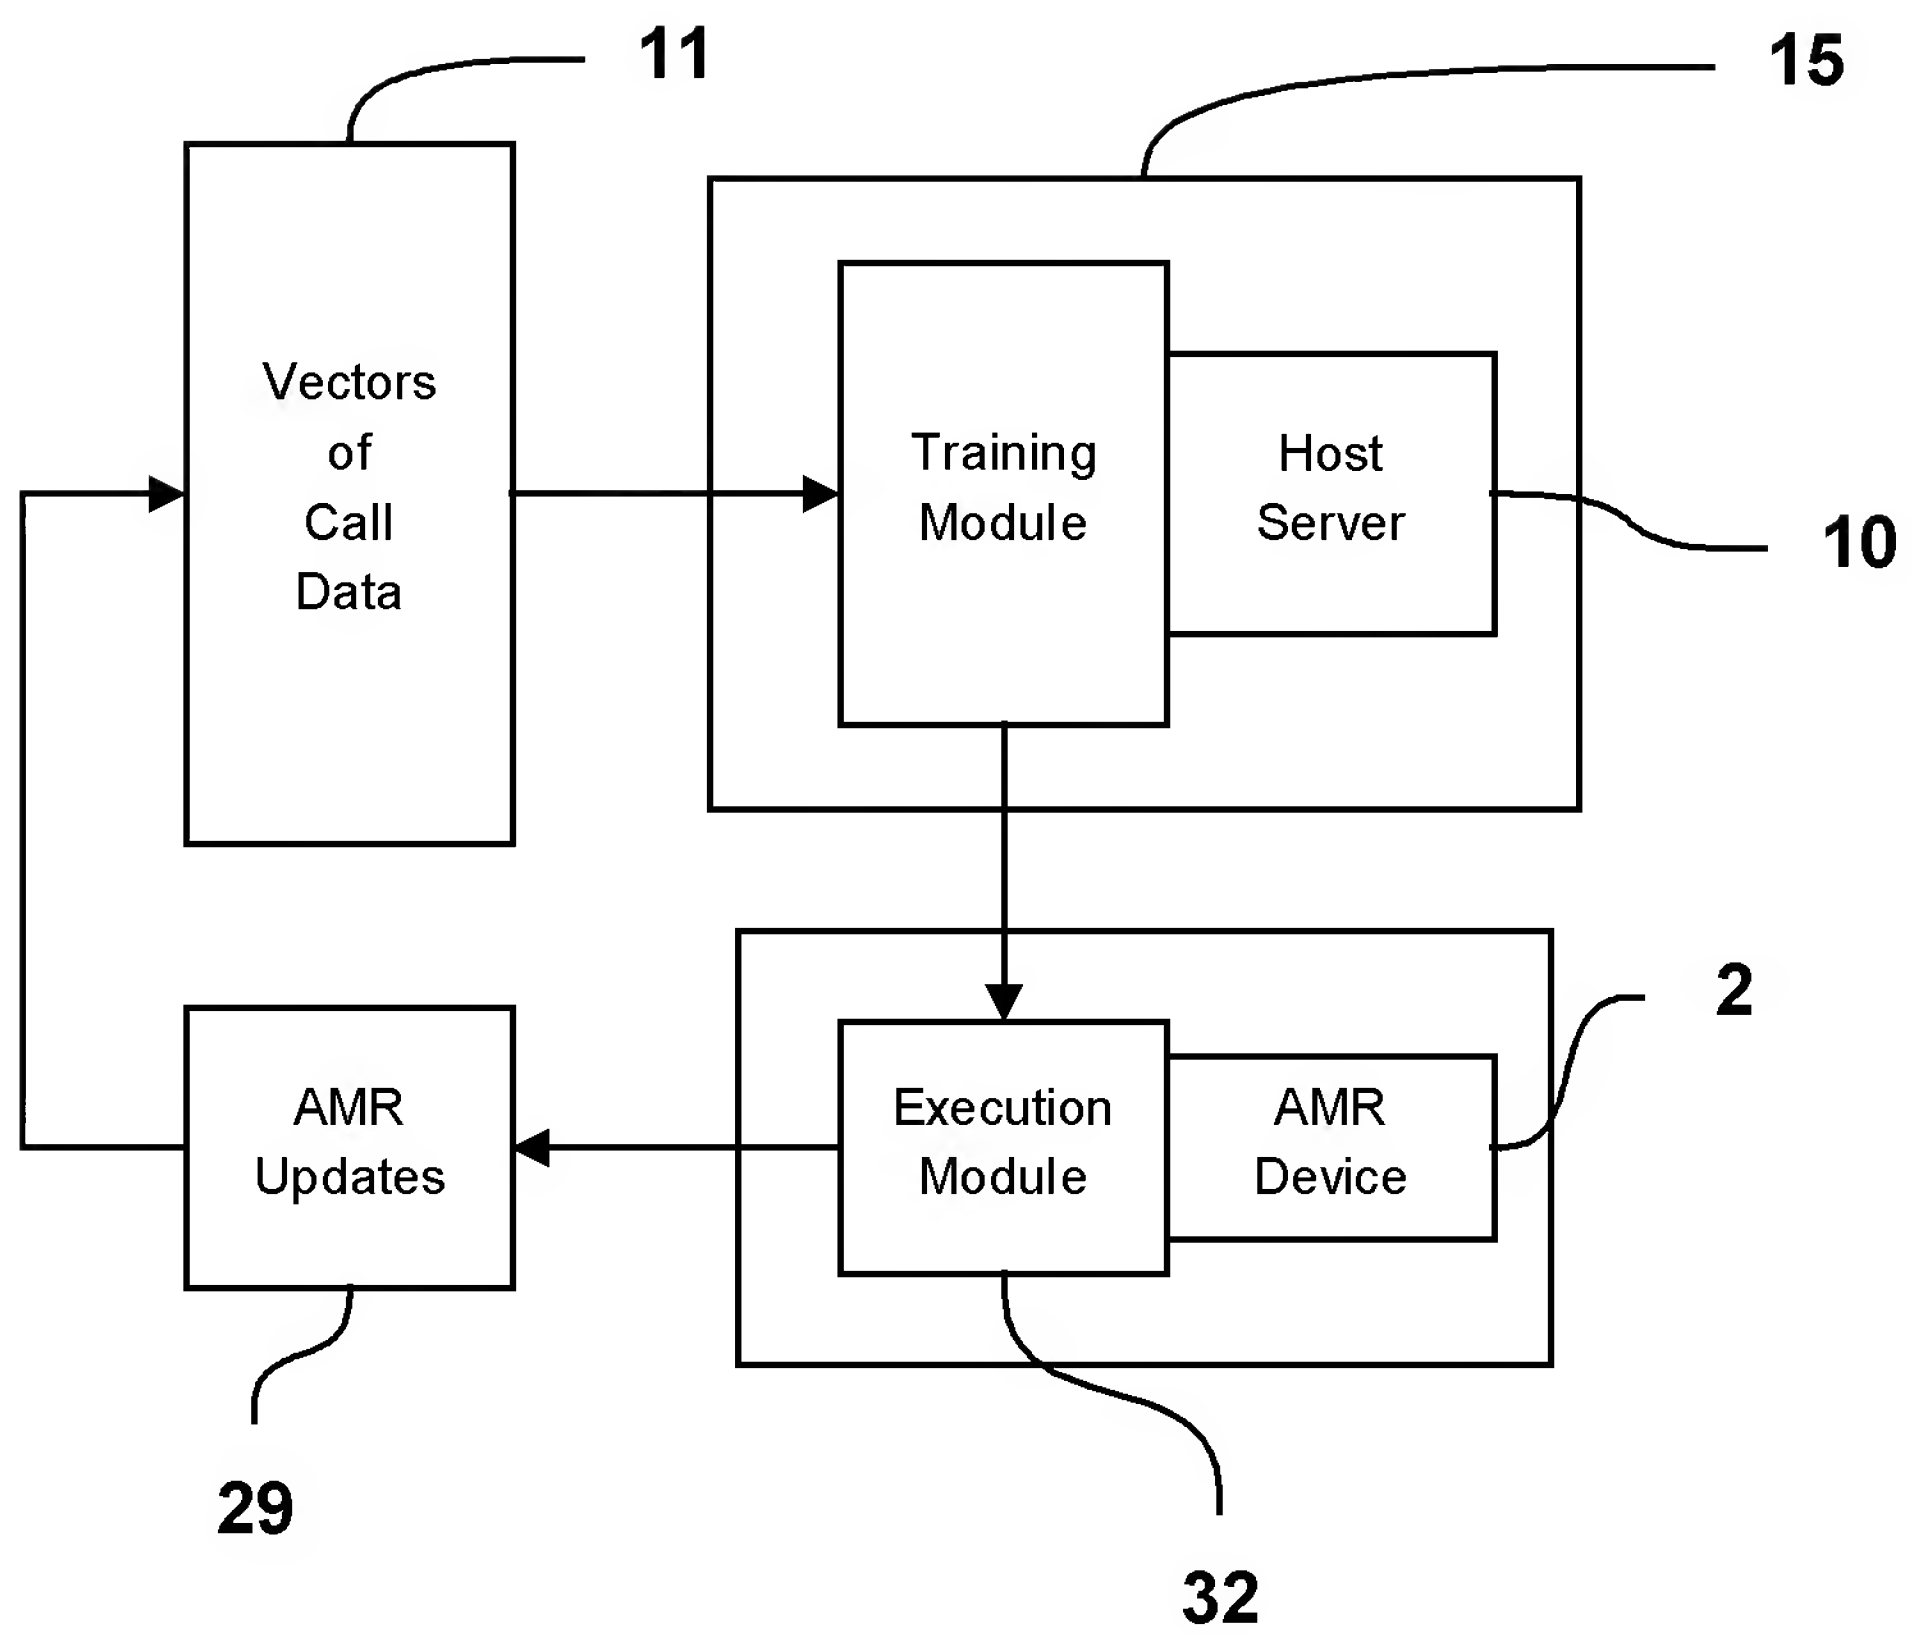 11
15
Vectors
of
Call
Data
Training
Module
Host
Server
10
2
AMR
Updates
Execution
Module
AMR
Device
29
32